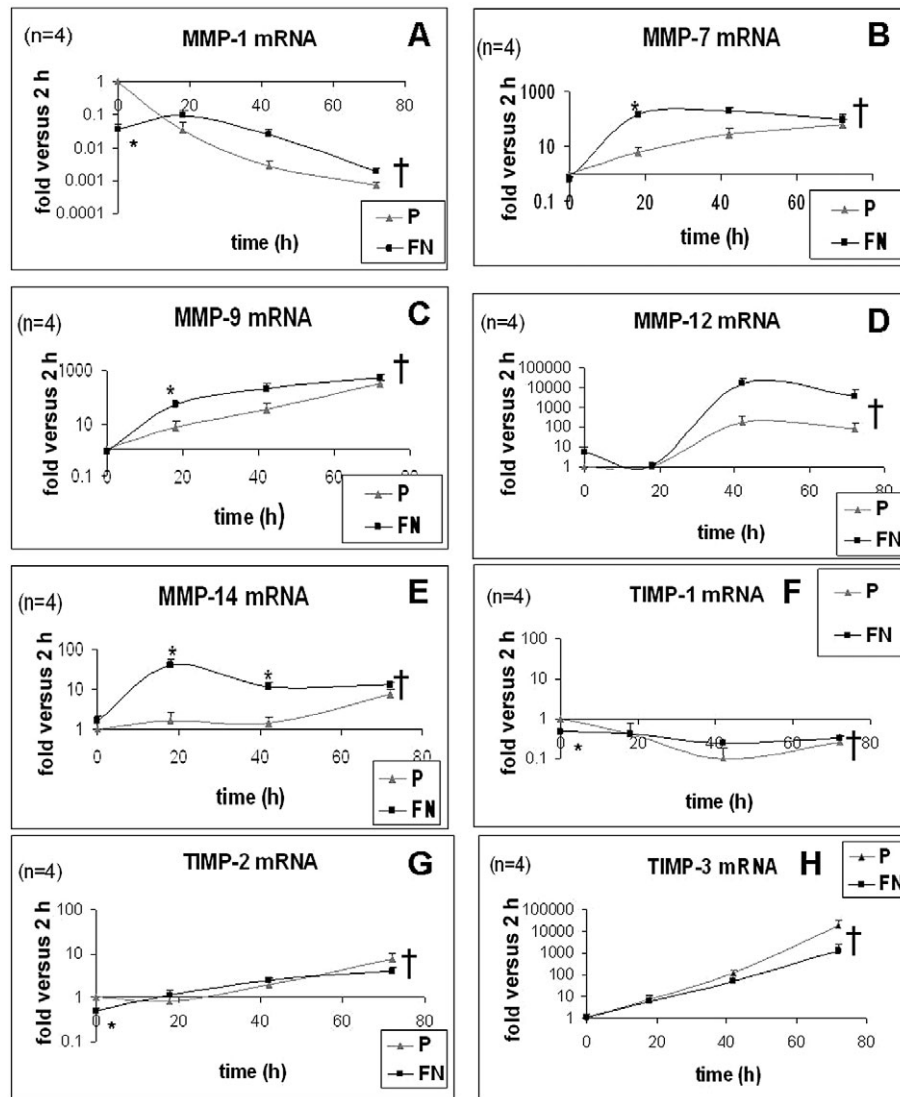 (n=4) MMP-1 mRNA A
fold versus 2 h
0 20 40 60 80
1
0.1
0.01
0.001
0.0001
*
†
time (h)
P
FN
(n=4) MMP-7 mRNA B
fold versus 2 h
1000
10
0.1
*
†
0 20 40 60
time (h)
P
FN
(n=4) MMP-9 mRNA C
fold versus 2 h
1000
10
0.1
*
†
0 20 40 60 80
time (h)
P
FN
(n=4) MMP-12 mRNA D
fold versus 2 h
100000
10000
1000
100
10
1
†
0 20 40 60 80
time (h)
P
FN
(n=4) MMP-14 mRNA E
fold versus 2 h
100
10
1
* *
†
0 20 40 60 80
time (h)
P
FN
(n=4) TIMP-1 mRNA F
fold versus 2 h
100
10
1
0.1
0 20 40 60 80
*
†
time (h)
P
FN
(n=4) TIMP-2 mRNA G
fold versus 2 h
100
10
1
0.1
0 20 40 60 80
*
†
time (h)
P
FN
(n=4) TIMP-3 mRNA H
fold versus 2 h
100000
10000
1000
100
10
1
†
0 20 40 60 80
time (h)
P
FN